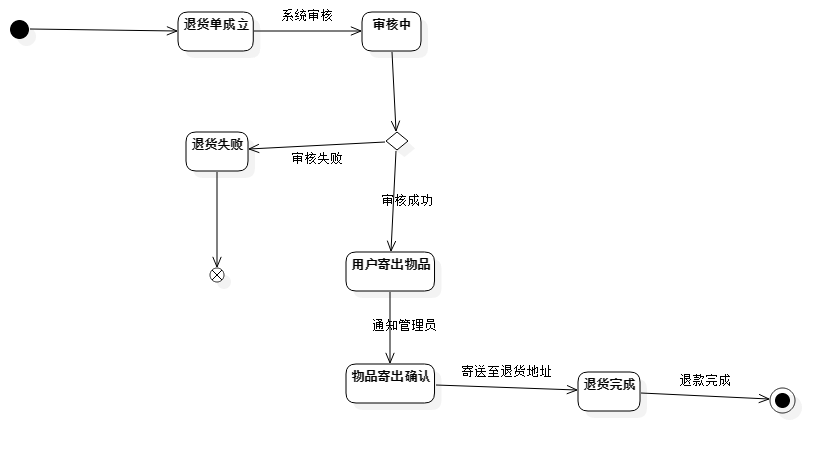 退货单成立
系统审核
审核中
退货失败
审核失败
审核成功
用户寄出物品
通知管理员
物品寄出确认
寄送至退货地址
退货完成
退款完成